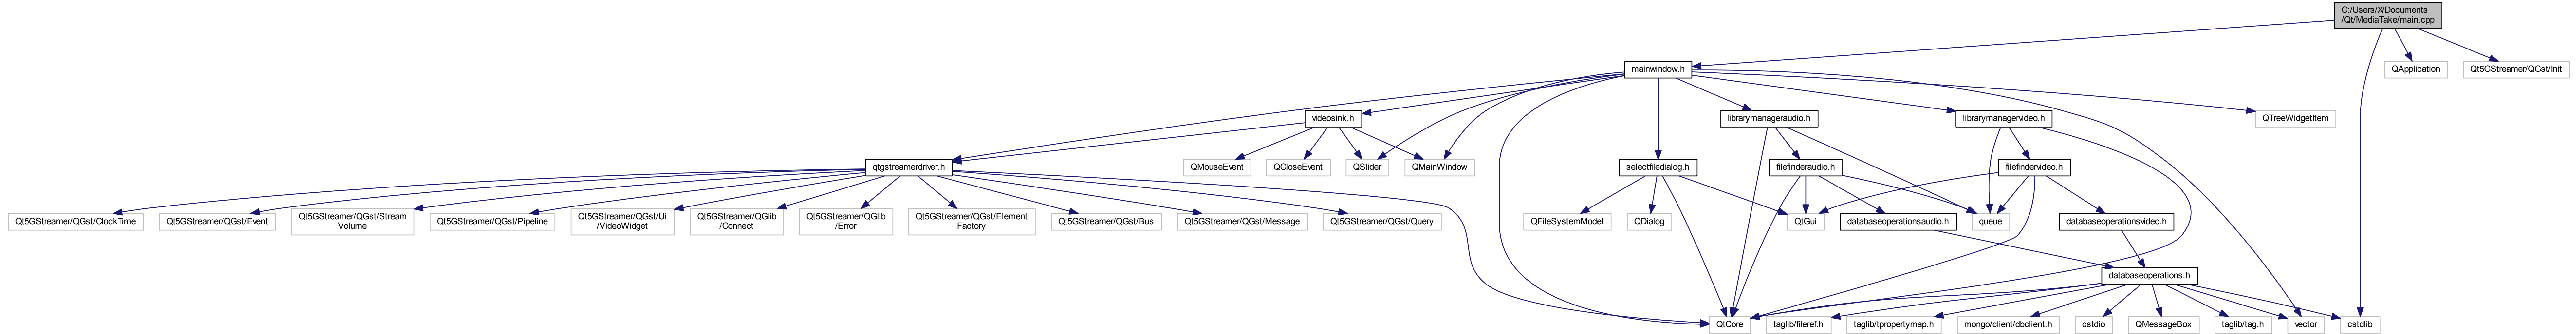 C:/Users/X/Documents
/Qt/MediaTake/main.cpp
mainwindow.h
QApplication
Qt5GStreamer/QGst/Init
videosink.h
librarymanageraudio.h
librarymanagervideo.h
QTreeWidgetItem
qtgstreamerdriver.h
QMouseEvent
QCloseEvent
QSlider
QMainWindow
selectfiledialog.h
filefinderaudio.h
filefindervideo.h
Qt5GStreamer/QGst/ClockTime
Qt5GStreamer/QGst/Event
Qt5GStreamer/QGst/Stream
Volume
Qt5GStreamer/QGst/Pipeline
Qt5GStreamer/QGst/Ui
/VideoWidget
Qt5GStreamer/QGlib
/Connect
Qt5GStreamer/QGlib
/Error
Qt5GStreamer/QGst/Element
Factory
Qt5GStreamer/QGst/Bus
Qt5GStreamer/QGst/Message
Qt5GStreamer/QGst/Query
QFileSystemModel
QDialog
QtGui
databaseoperationsaudio.h
queue
databaseoperationsvideo.h
databaseoperations.h
QtCore
taglib/fileref.h
taglib/tpropertymap.h
mongo/client/dbclient.h
cstdio
QMessageBox
taglib/tag.h
vector
cstdlib